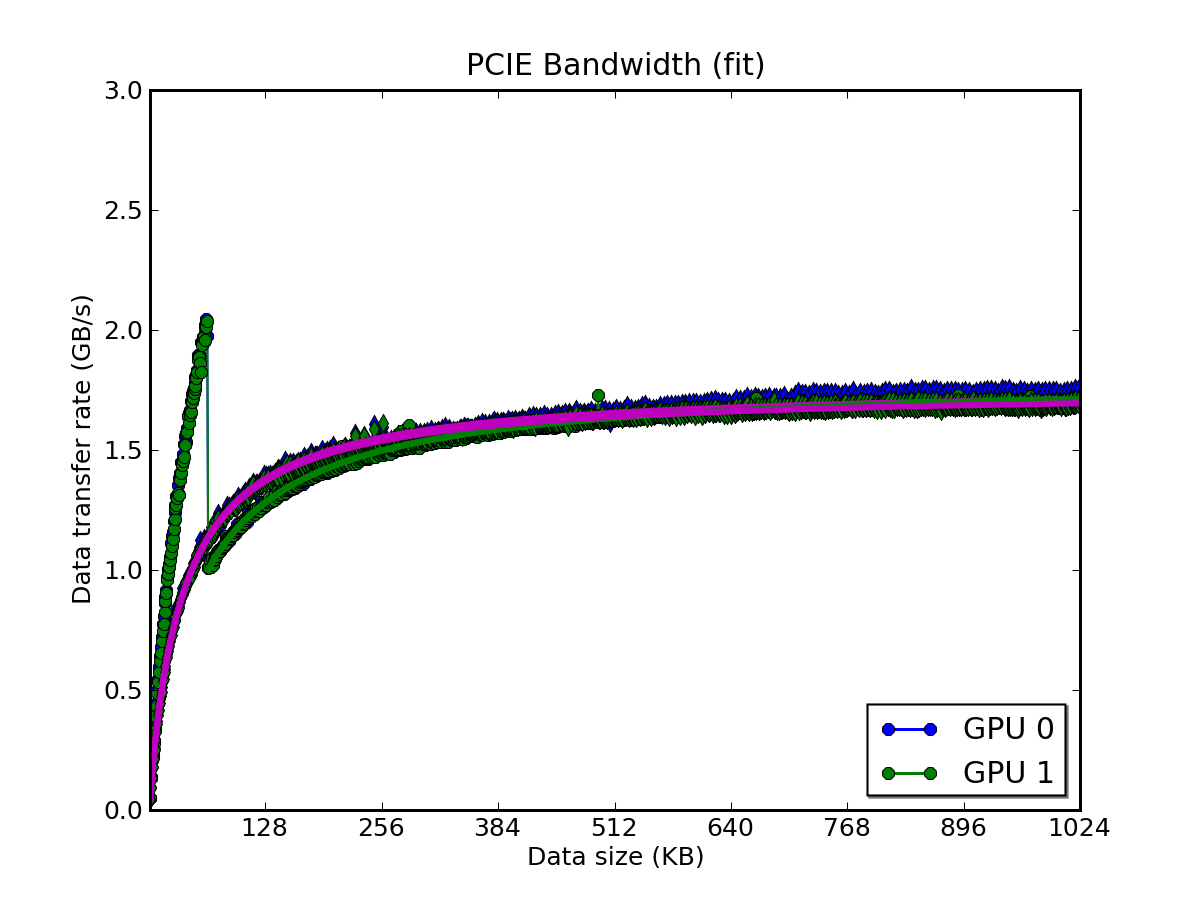 PCIE Bandwidth (fit)
3.0
2.5
2.0
1.5
1.0
0.5
0.0
Data transfer rate (GB/s)
GPU 0
GPU 1
128 256 384 512 640 768 896 1024
Data size (KB)